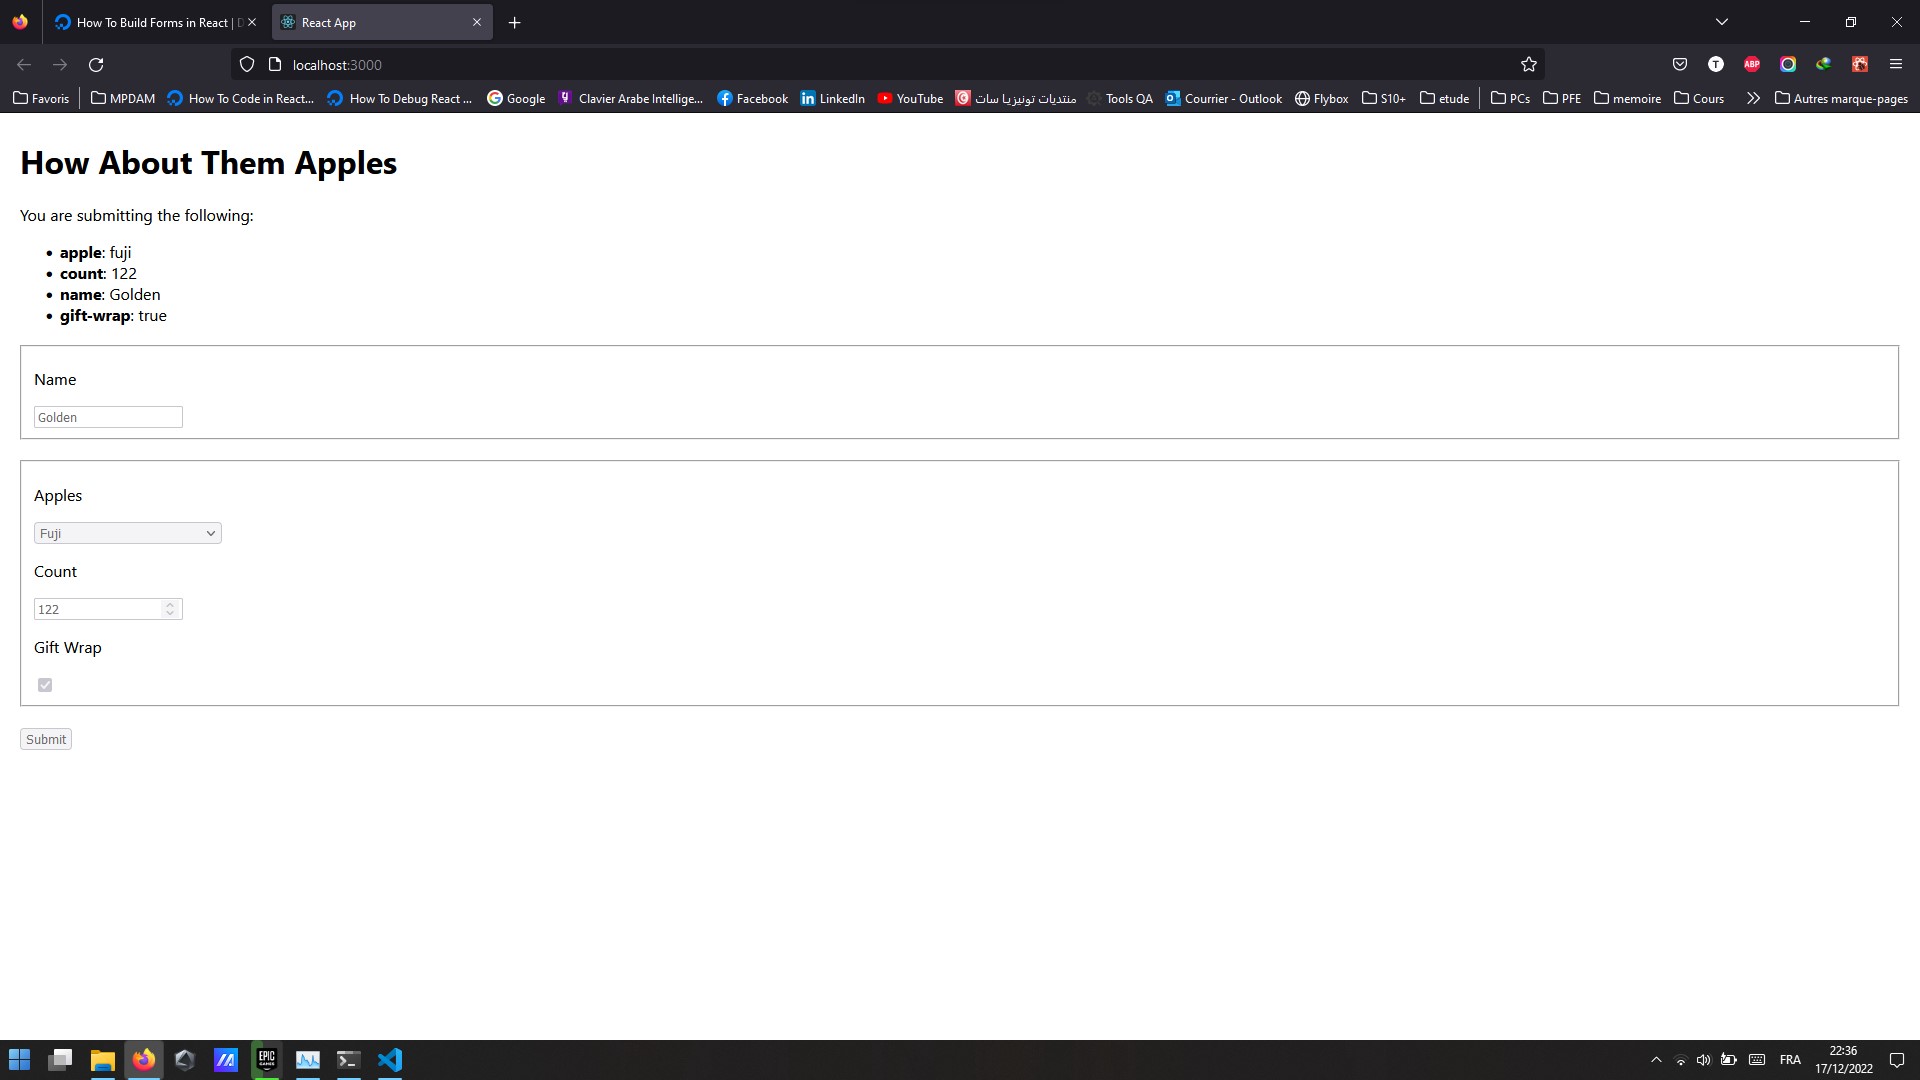 How To Build Forms in React |
React App
localhost:3000
Favoris
MPDAM
How To Code in React...
How To Debug React ...
Google
Clavier Arabe Intellige...
Facebook
LinkedIn
YouTube
منتديات تونيزيا سات
Tools QA
Courrier - Outlook
Flybox
S10+
etude
PCs
PFE
memoire
Cours
Autres marque-pages
How About Them Apples
You are submitting the following:
• apple: fuji
• count: 122
• name: Golden
• gift-wrap: true
Name
Golden
Apples
Fuji
Count
122
Gift Wrap
Submit
FRA
22:36
17/12/2022
T
ABP
EPIC
GAMES